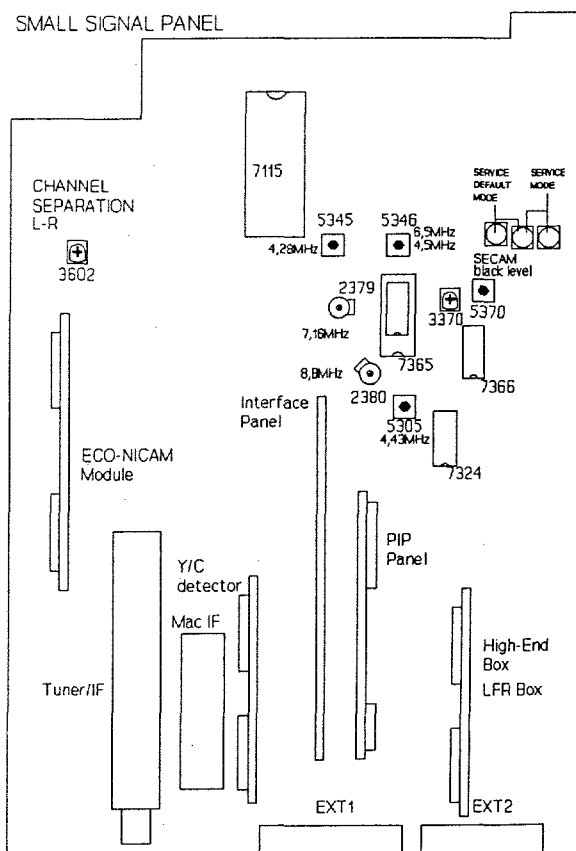 SMALL SIGNAL PANEL
7115
SERVICE
DEFAULT
MODE
SERVICE
MODE
CHANNEL
SEPARATION
L-R
3602
5345
4,28MHz
5346
6,5MHz
4,5MHz
SECAM
black level
5370
2379
7,16MHz
3370
7365
7366
8,8MHz
2380
Interface
Panel
5305
4,43MHz
7324
ECO-NICAM
Module
PIP
Panel
Y/C
detector
Mac IF
Tuner/IF
High-End
Box
LFR Box
EXT1
EXT2